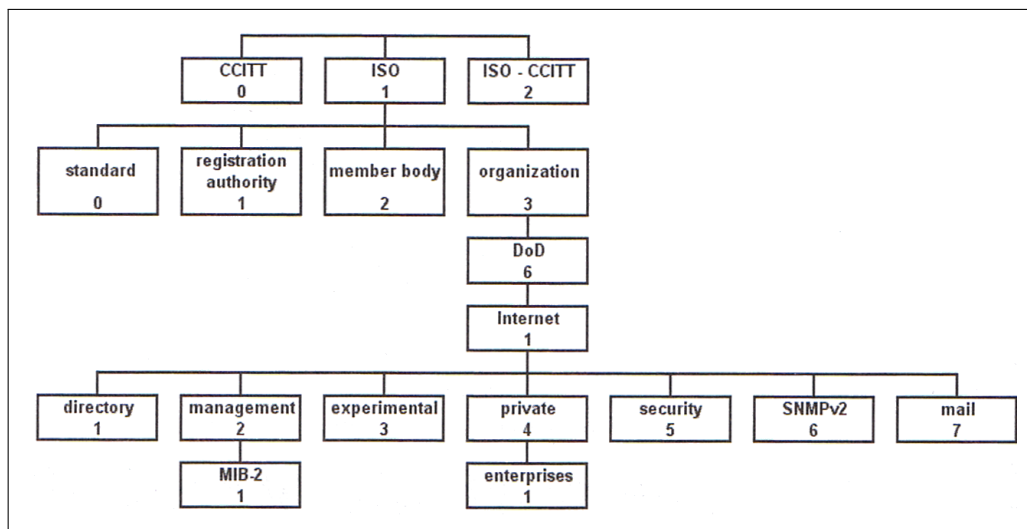 CCITT
0
ISO
1
ISO - CCITT
2
standard
0
registration
authority
1
member body
2
organization
3
DoD
6
Internet
1
directory
1
management
2
experimental
3
private
4
security
5
SNMPv2
6
mail
7
MIB-2
1
enterprises
1